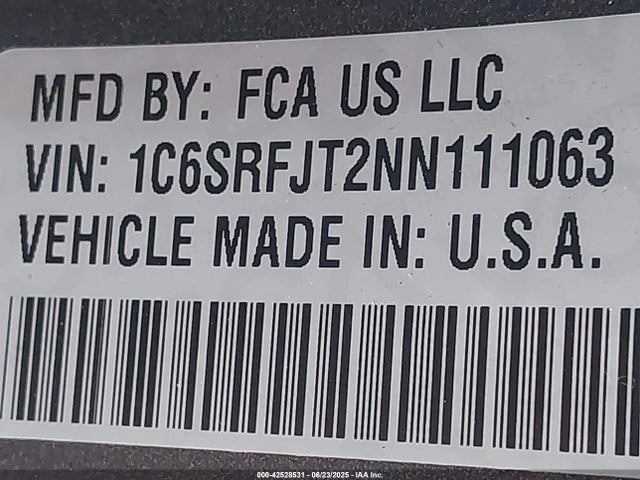 MFD BY: FCA US LLC
VIN: 1C6SRFJT2NN111063
VEHICLE MADE IN: U.S.A.
000-42528531 - 06/23/2025 - IAA Inc.